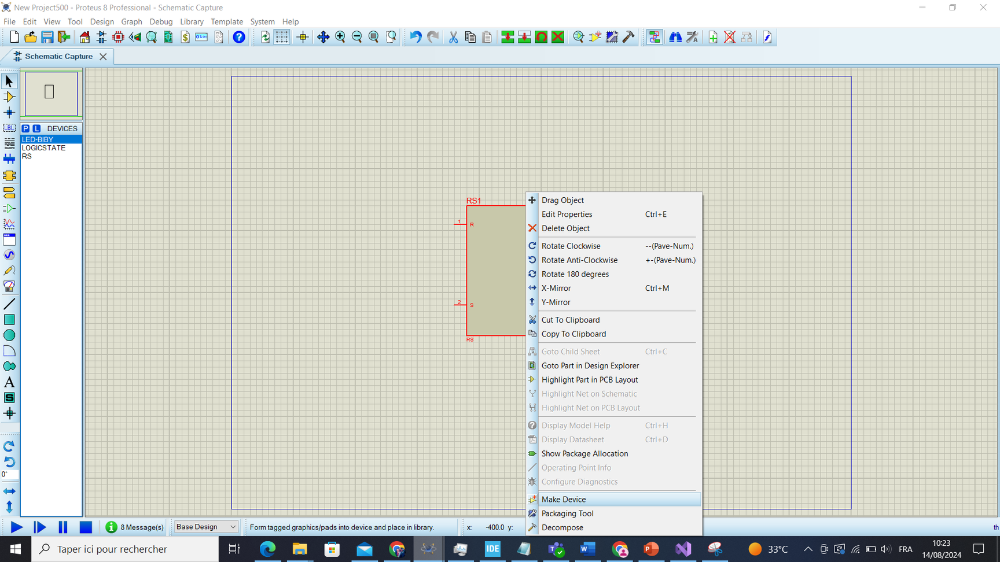 New Project500 - Proteus 8 Professional - Schematic Capture
File Edit View Tool Design Graph Debug Library Template System Help
Schematic Capture
P L DEVICES
LED-BIBY
LOGICSTATE
RS
LBL
A
S
0°
RS1
1 R
2 S
RS
Drag Object
Edit Properties Ctrl+E
Delete Object
Rotate Clockwise --(Pave-Num.)
Rotate Anti-Clockwise +-(Pave-Num.)
Rotate 180 degrees
X-Mirror Ctrl+M
Y-Mirror
Cut To Clipboard
Copy To Clipboard
Goto Child Sheet Ctrl+C
Goto Part in Design Explorer
Highlight Part in PCB Layout
Highlight Net on Schematic
Highlight Net on PCB Layout
Display Model Help Ctrl+H
Display Datasheet Ctrl+D
Show Package Allocation
Operating Point Info
Configure Diagnostics
Make Device
Packaging Tool
Decompose
8 Message(s) Base Design Form tagged graphics/pads into device and place in library. x: -400.0 y: th
Taper ici pour rechercher IDE 33°C FRA 10:23
14/08/2024